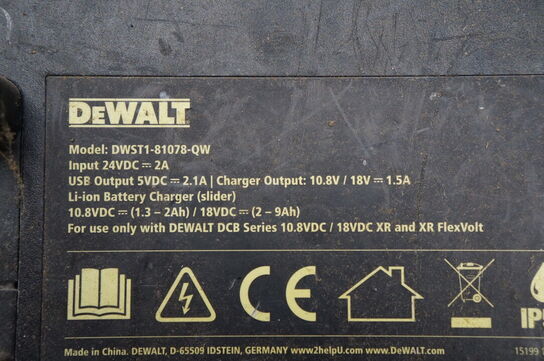 DEWALT
Model: DWST1-81078-QW
Input 24VDC ⎓ 2A
USB Output 5VDC ⎓ 2.1A | Charger Output: 10.8V / 18V ⎓ 1.5A
Li-ion Battery Charger (slider)
10.8VDC ⎓ (1.3 – 2Ah) / 18VDC ⎓ (2 – 9Ah)
For use only with DEWALT DCB Series 10.8VDC / 18VDC XR and XR FlexVolt
CE
Made in China. DEWALT, D-65509 IDSTEIN, GERMANY www.2helpU.com www.DeWALT.com
15199